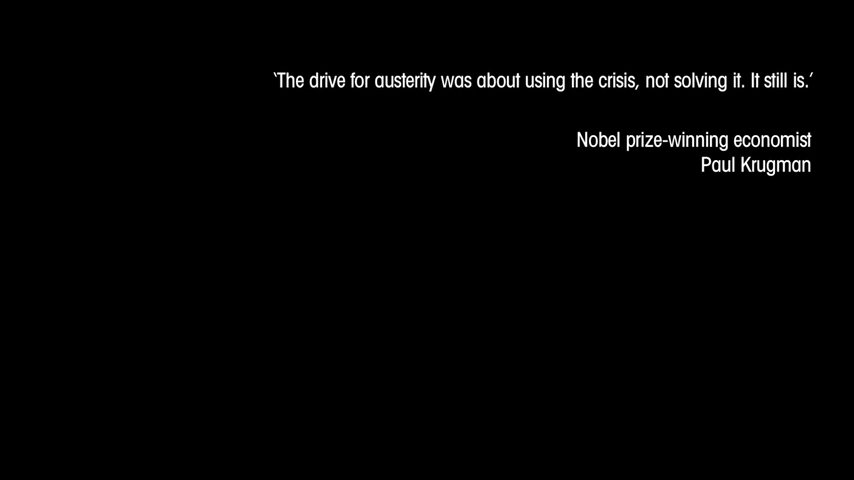 ‘The drive for austerity was about using the crisis, not solving it. It still is.’
Nobel prize-winning economist
Paul Krugman